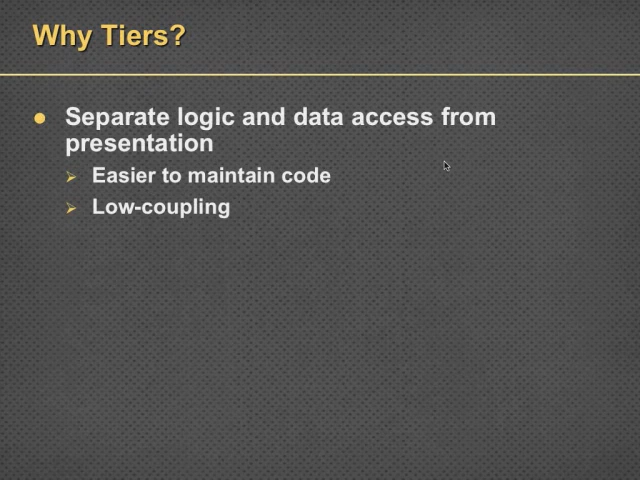 Why Tiers?
Separate logic and data access from
presentation
Easier to maintain code
Low-coupling